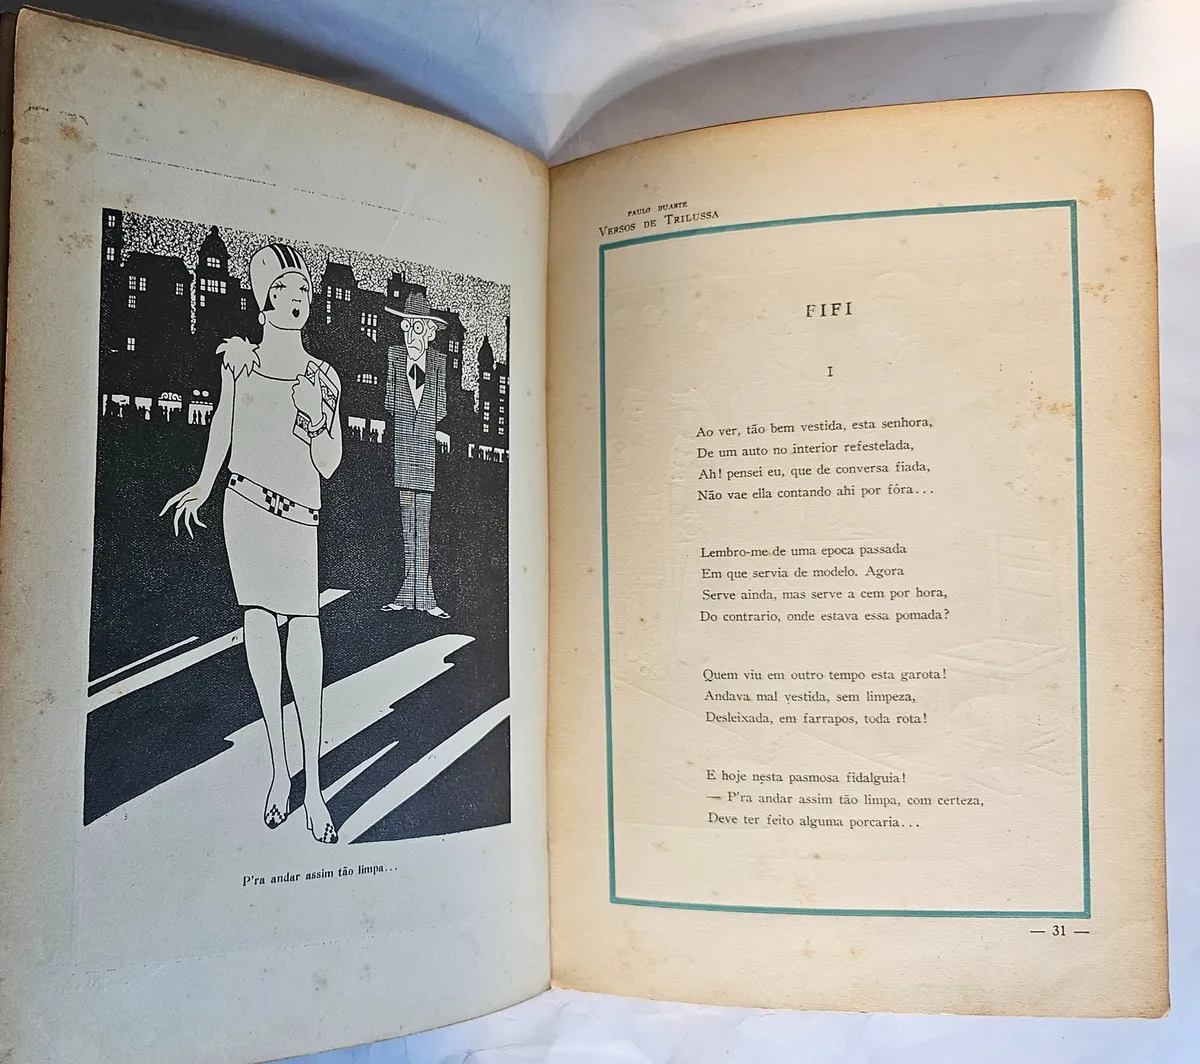 P'ra andar assim tão limpa...
PAULO DUARTE
VERSOS DE TRILUSSA
FIFI
I
Ao ver, tão bem vestida, esta senhora,
De um auto no interior refestelada,
Ah! pensei eu, que de conversa fiada,
Não vae ella contando ahi por fóra...
Lembro-me de uma epoca passada
Em que servia de modelo. Agora
Serve ainda, mas serve a cem por hora,
Do contrario, onde estava essa pomada?
Quem viu em outro tempo esta garota!
Andava mal vestida, sem limpeza,
Desleixada, em farrapos, toda rota!
E hoje nesta pasmosa fidalguia!
— P'ra andar assim tão limpa, com certeza,
Deve ter feito alguma porcaria...
— 31 —